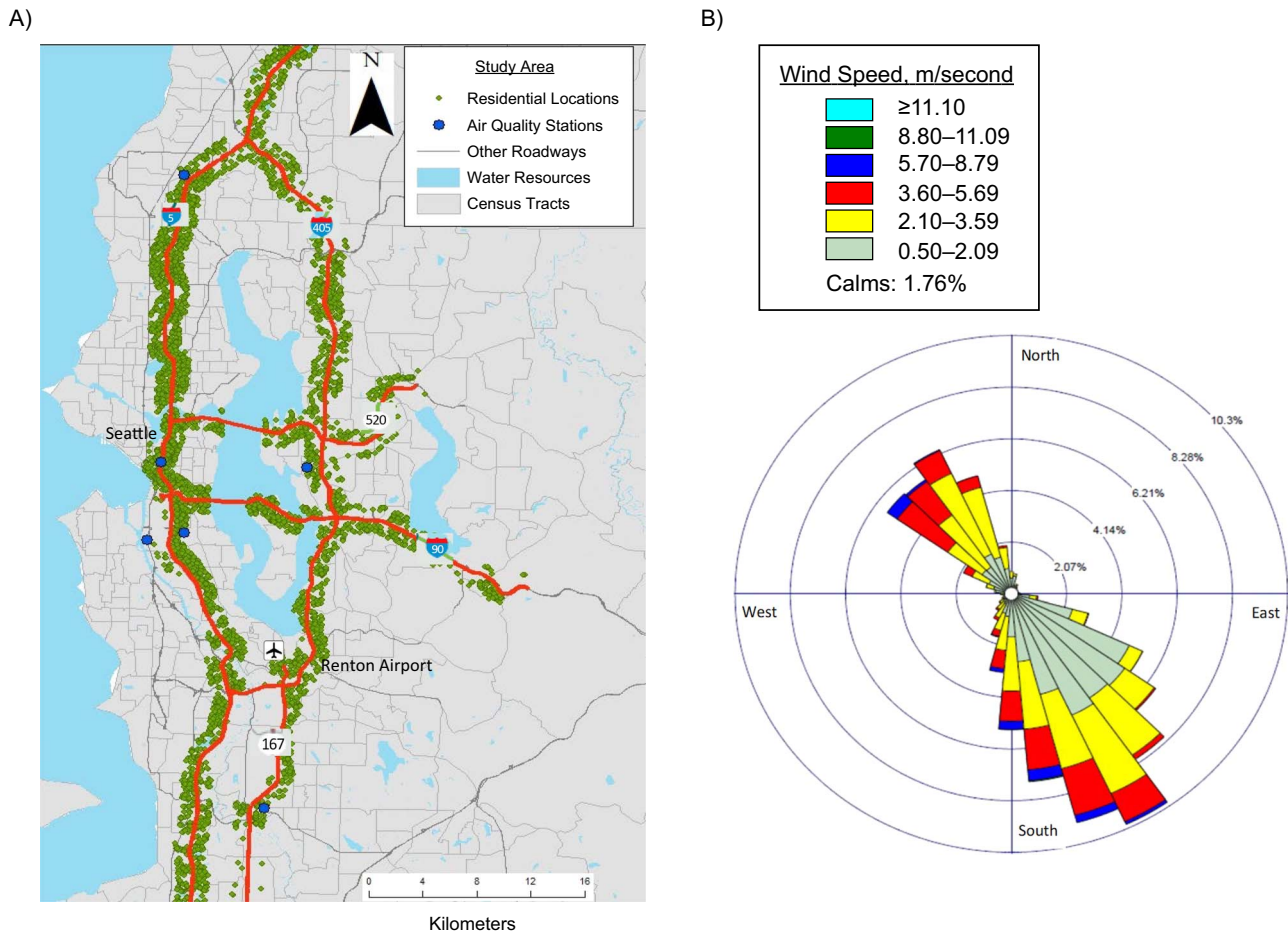 A)
N
Study Area
Residential Locations
Air Quality Stations
Other Roadways
Water Resources
Census Tracts
5
405
520
Seattle
90
Renton Airport
167
0 4 8 12 16
Kilometers
B)
Wind Speed, m/second
≥11.10
8.80–11.09
5.70–8.79
3.60–5.69
2.10–3.59
0.50–2.09
Calms: 1.76%
North
10.3%
8.28%
6.21%
4.14%
2.07%
West
East
South